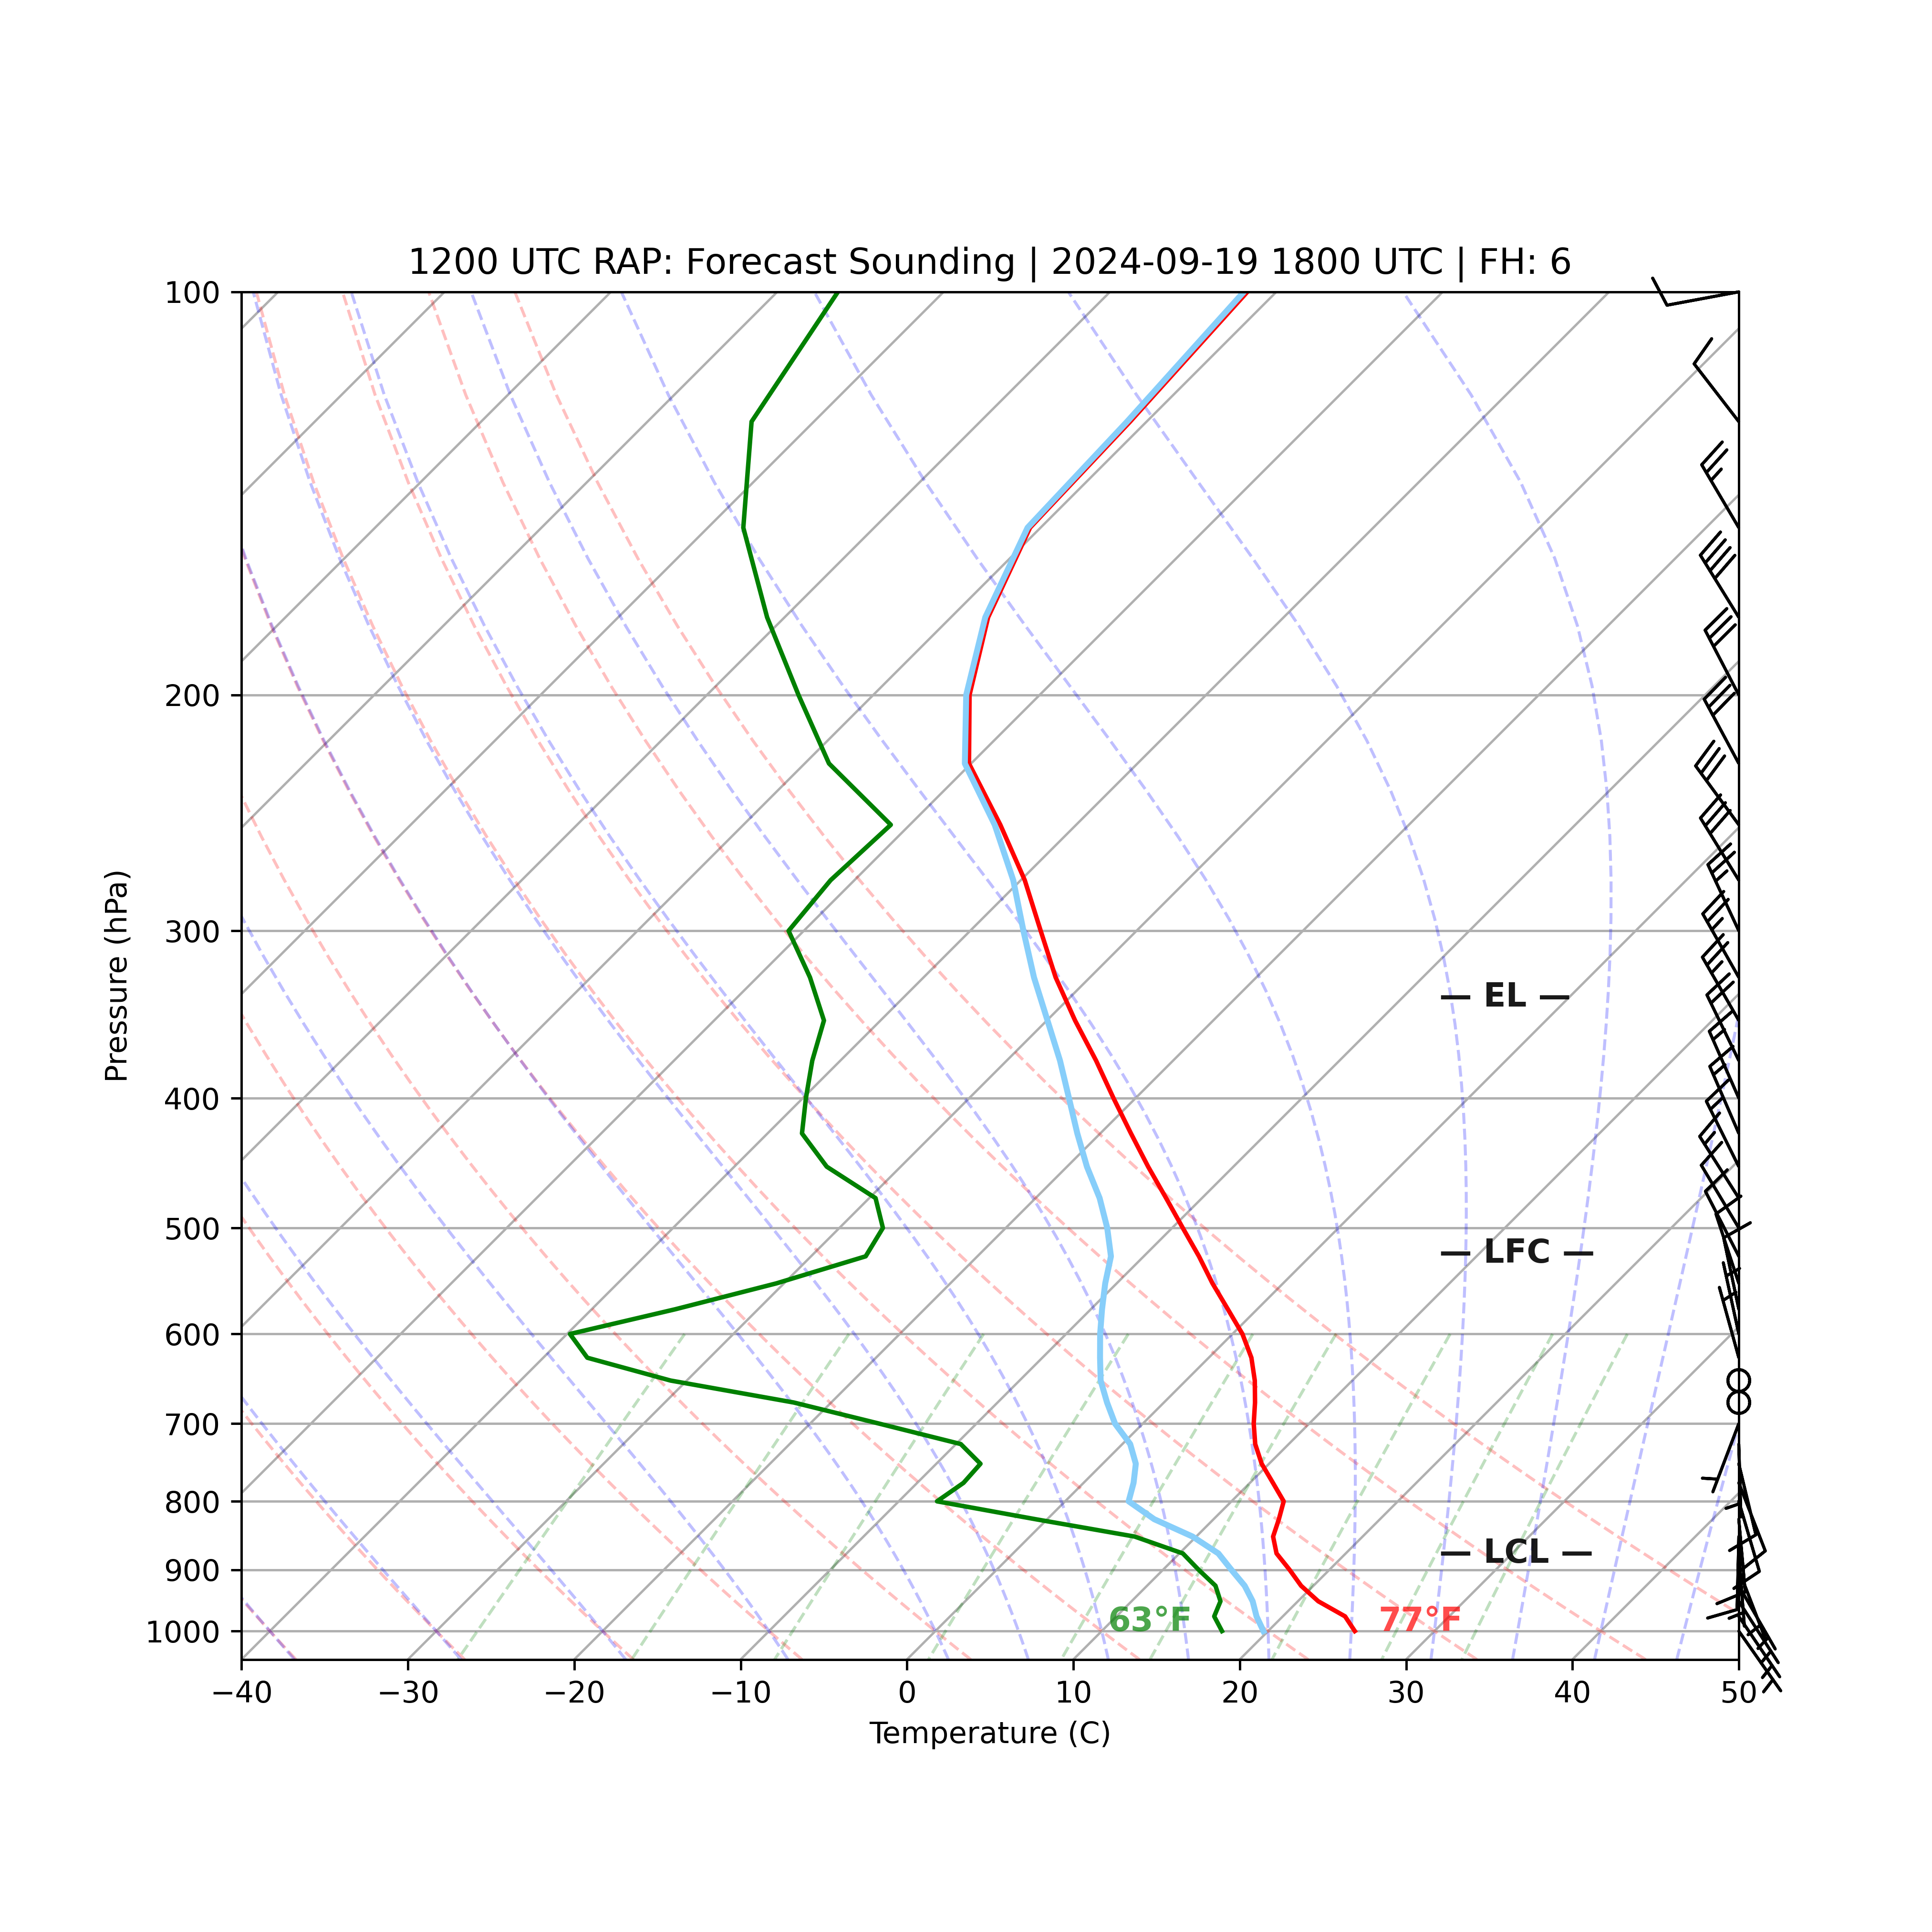 1200 UTC RAP: Forecast Sounding | 2024-09-19 1800 UTC | FH: 6
100
200
300
400
500
600
700
800
900
1000
Pressure (hPa)
— EL —
— LFC —
— LCL —
63°F
77°F
−40 −30 −20 −10 0 10 20 30 40 50
Temperature (C)